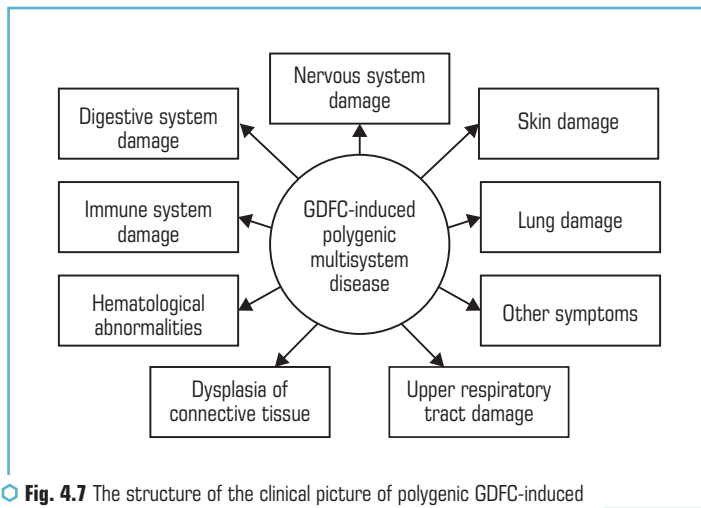 Nervous system
damage
Digestive system
damage
Skin damage
Immune system
damage
GDFC-induced
polygenic
multisystem
disease
Lung damage
Hematological
abnormalities
Other symptoms
Dysplasia of
connective tissue
Upper respiratory
tract damage
Fig. 4.7 The structure of the clinical picture of polygenic GDFC-induced